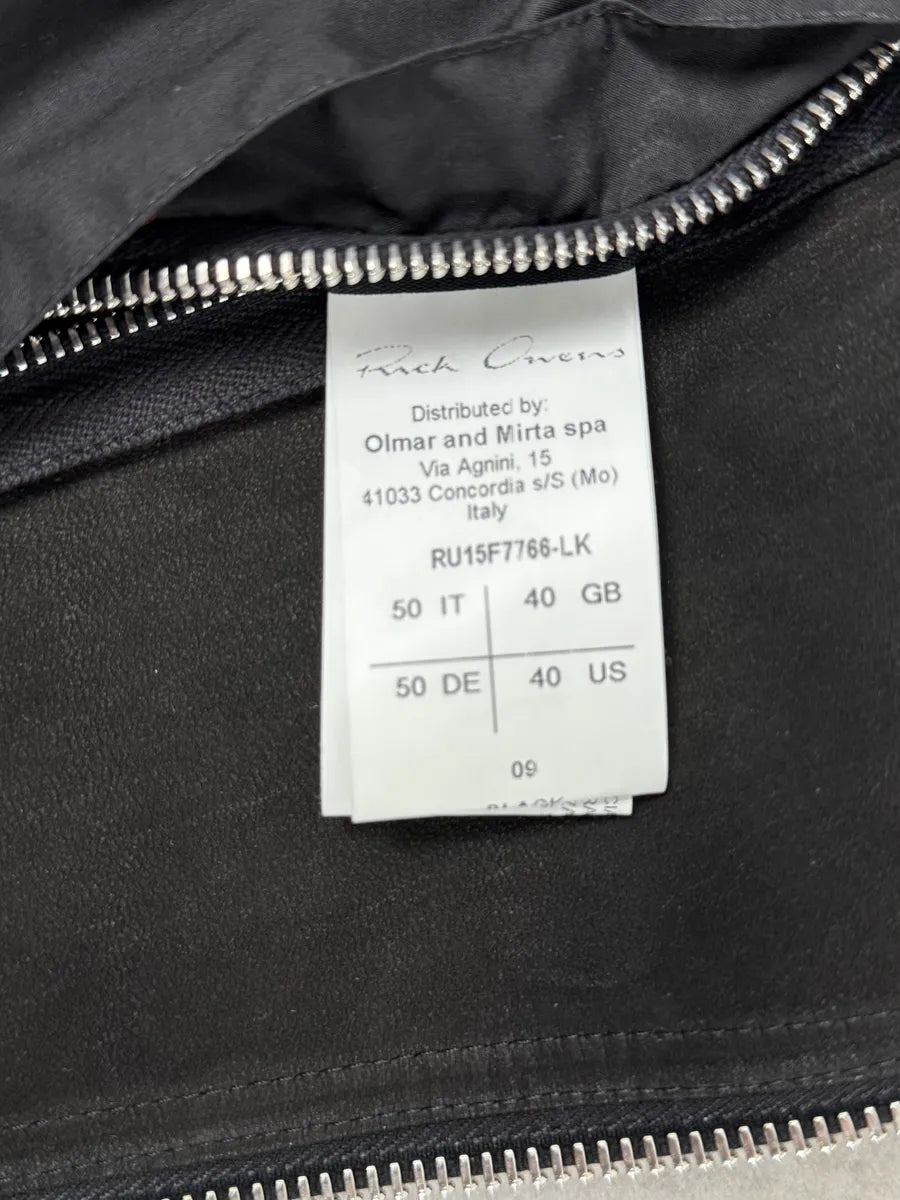 Rick Owens
Distributed by:
Olmar and Mirta spa
Via Agnini, 15
41033 Concordia s/S (Mo)
Italy
RU15F7766-LK
50 IT 40 GB
50 DE 40 US
09